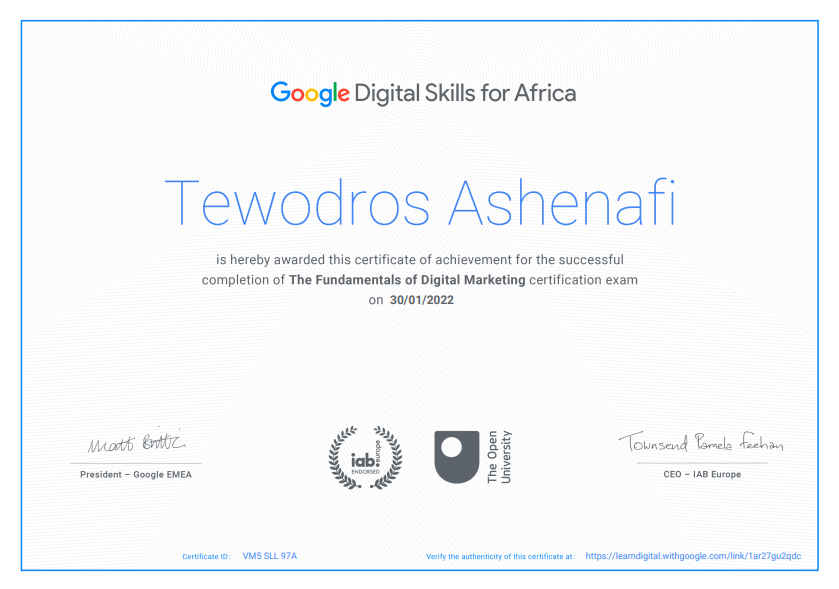 Google Digital Skills for Africa
Tewodros Ashenafi
is hereby awarded this certificate of achievement for the successful
completion of The Fundamentals of Digital Marketing certification exam
on 30/01/2022
Matt Brittin
Townsend Pamela Feehan
iab.europe
ENDORSED
The Open
University
President – Google EMEA
CEO – IAB Europe
Certificate ID : VM5 SLL 97A
Verify the authenticity of this certificate at : https://learndigital.withgoogle.com/link/1ar27gu2qdc